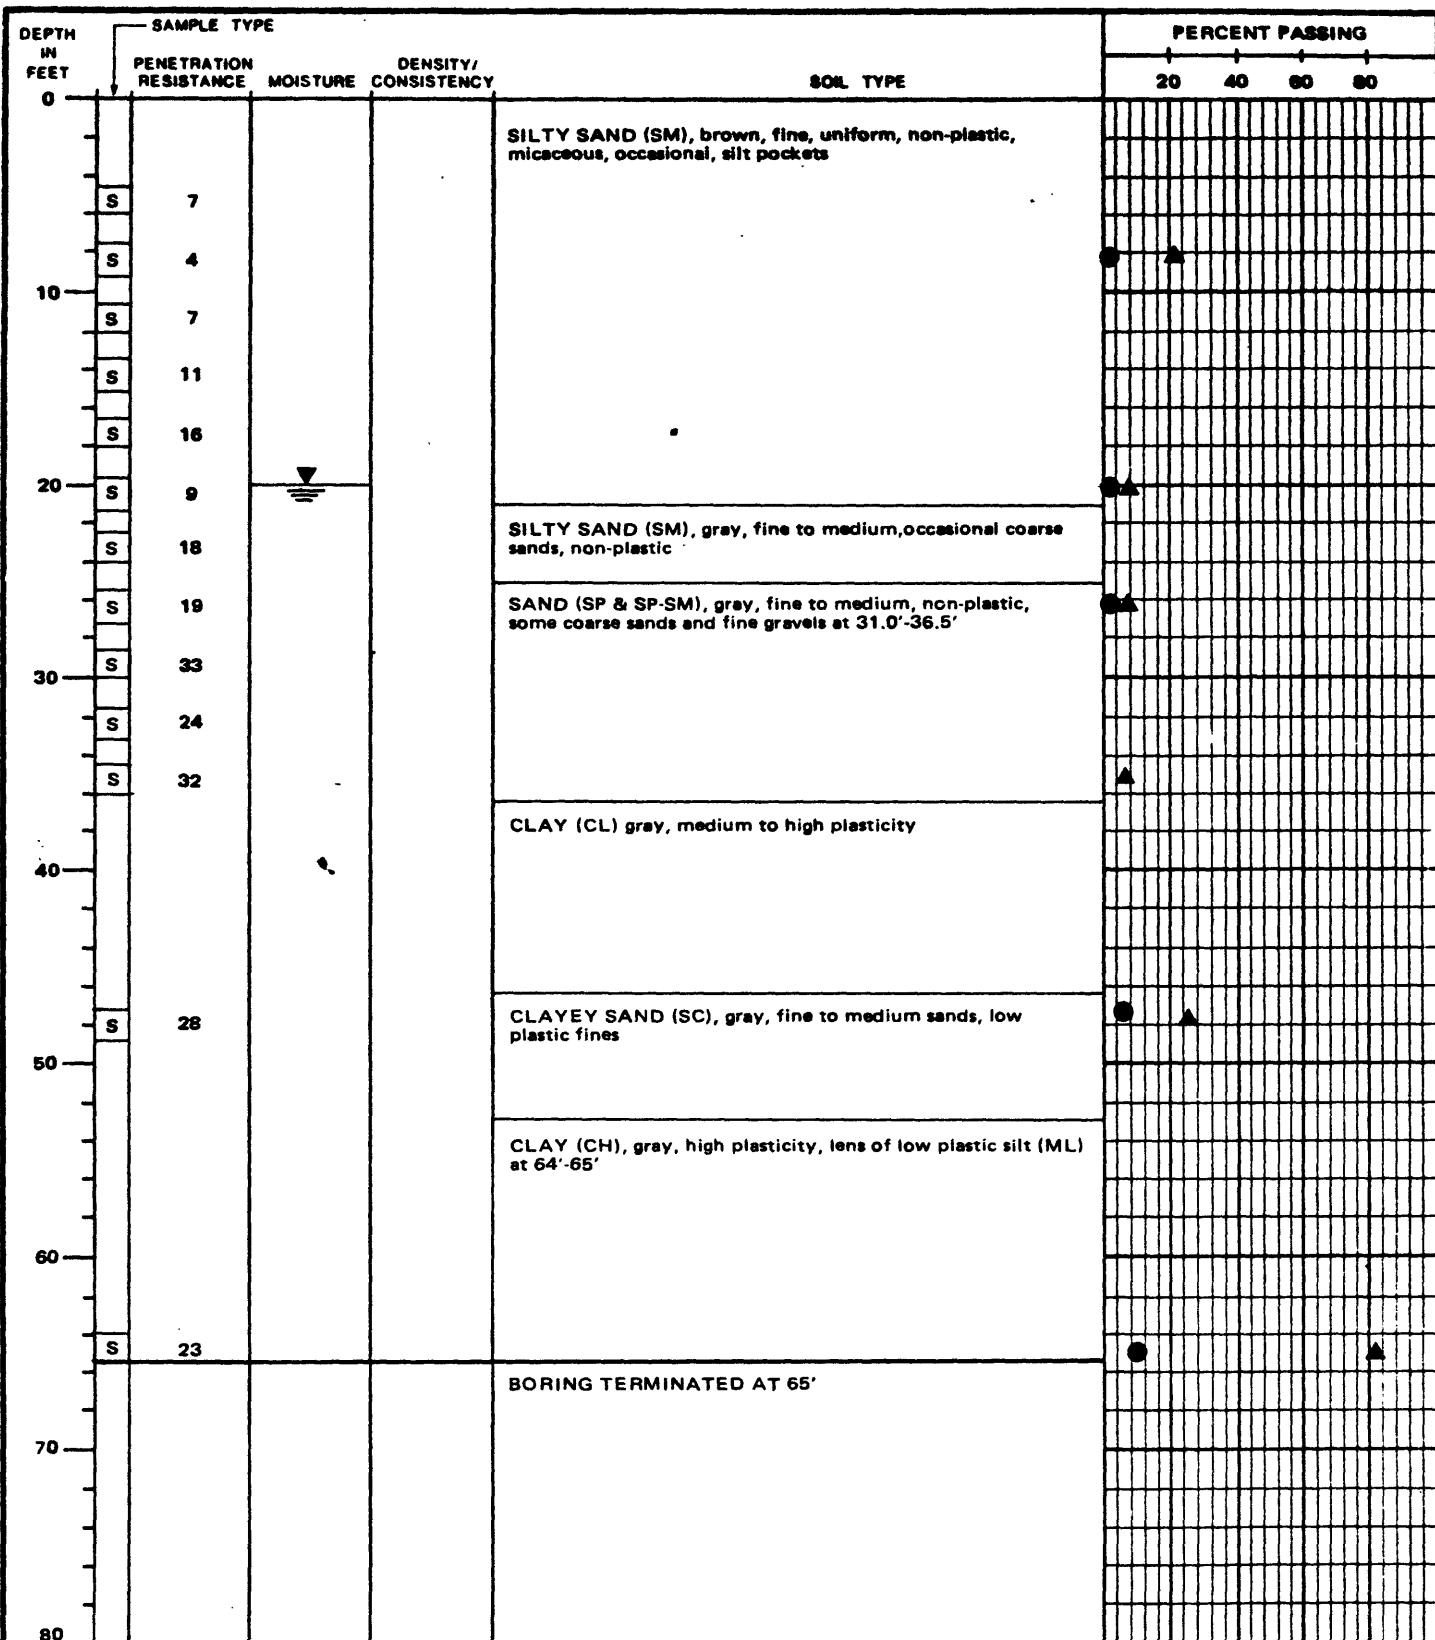 SAMPLE TYPE
DEPTH
IN
FEET
PENETRATION
RESISTANCE
MOISTURE
DENSITY/
CONSISTENCY
SOIL TYPE
PERCENT PASSING
20 40 60 80
0
SILTY SAND (SM), brown, fine, uniform, non-plastic,
micaceous, occasional, silt pockets
S 7
S 4
10
S 7
S 11
S 16
20 S 9
SILTY SAND (SM), gray, fine to medium, occasional coarse
sands, non-plastic
S 18
SAND (SP & SP-SM), gray, fine to medium, non-plastic,
some coarse sands and fine gravels at 31.0'-36.5'
S 19
S 33
30
S 24
S 32
CLAY (CL) gray, medium to high plasticity
40
CLAYEY SAND (SC), gray, fine to medium sands, low
plastic fines
S 28
50
CLAY (CH), gray, high plasticity, lens of low plastic silt (ML)
at 64'-65'
60
S 23
BORING TERMINATED AT 65'
70
80